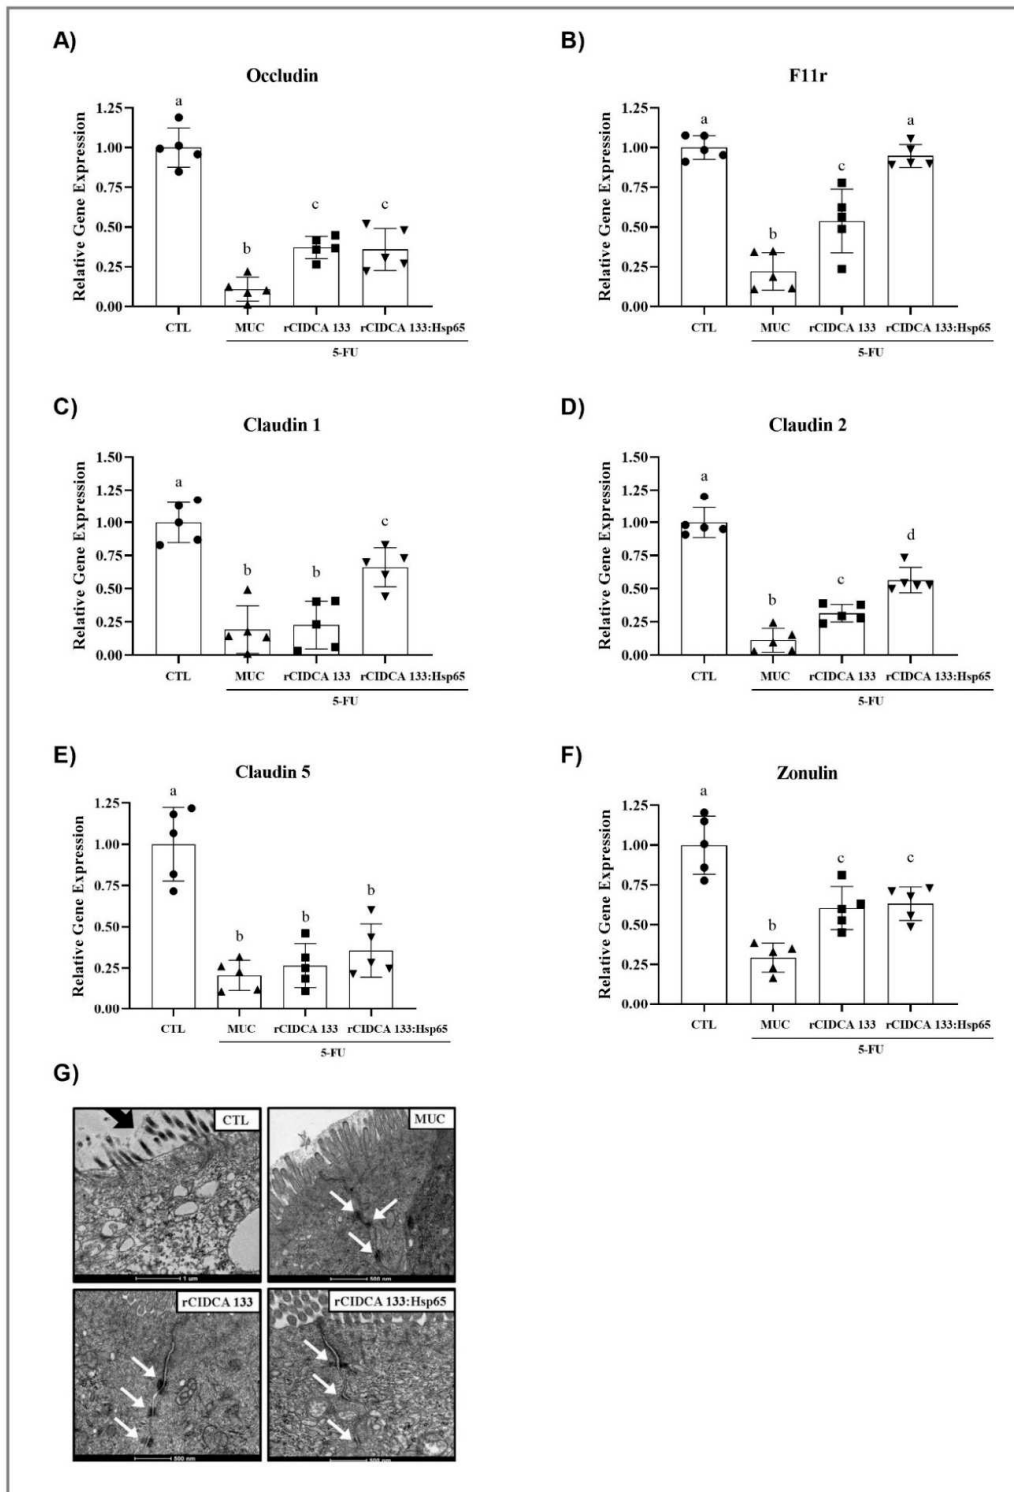 A)
Occludin
Relative Gene Expression
1.25
1.00
0.75
0.50
0.25
0.00
a
b
c
c
CTL MUC rCIDCA 133 rCIDCA 133:Hsp65
5-FU
B)
F11r
Relative Gene Expression
1.25
1.00
0.75
0.50
0.25
0.00
a
b
c
a
CTL MUC rCIDCA 133 rCIDCA 133:Hsp65
5-FU
C)
Claudin 1
Relative Gene Expression
1.50
1.25
1.00
0.75
0.50
0.25
0.00
a
b
b
c
CTL MUC rCIDCA 133 rCIDCA 133:Hsp65
5-FU
D)
Claudin 2
Relative Gene Expression
1.50
1.25
1.00
0.75
0.50
0.25
0.00
a
b
c
d
CTL MUC rCIDCA 133 rCIDCA 133:Hsp65
5-FU
E)
Claudin 5
Relative Gene Expression
1.25
1.00
0.75
0.50
0.25
0.00
a
b
b
b
CTL MUC rCIDCA 133 rCIDCA 133:Hsp65
5-FU
F)
Zonulin
Relative Gene Expression
1.25
1.00
0.75
0.50
0.25
0.00
a
b
c
c
CTL MUC rCIDCA 133 rCIDCA 133:Hsp65
5-FU
G)
CTL
1 um
MUC
500 nm
rCIDCA 133
500 nm
rCIDCA 133:Hsp65
500 nm